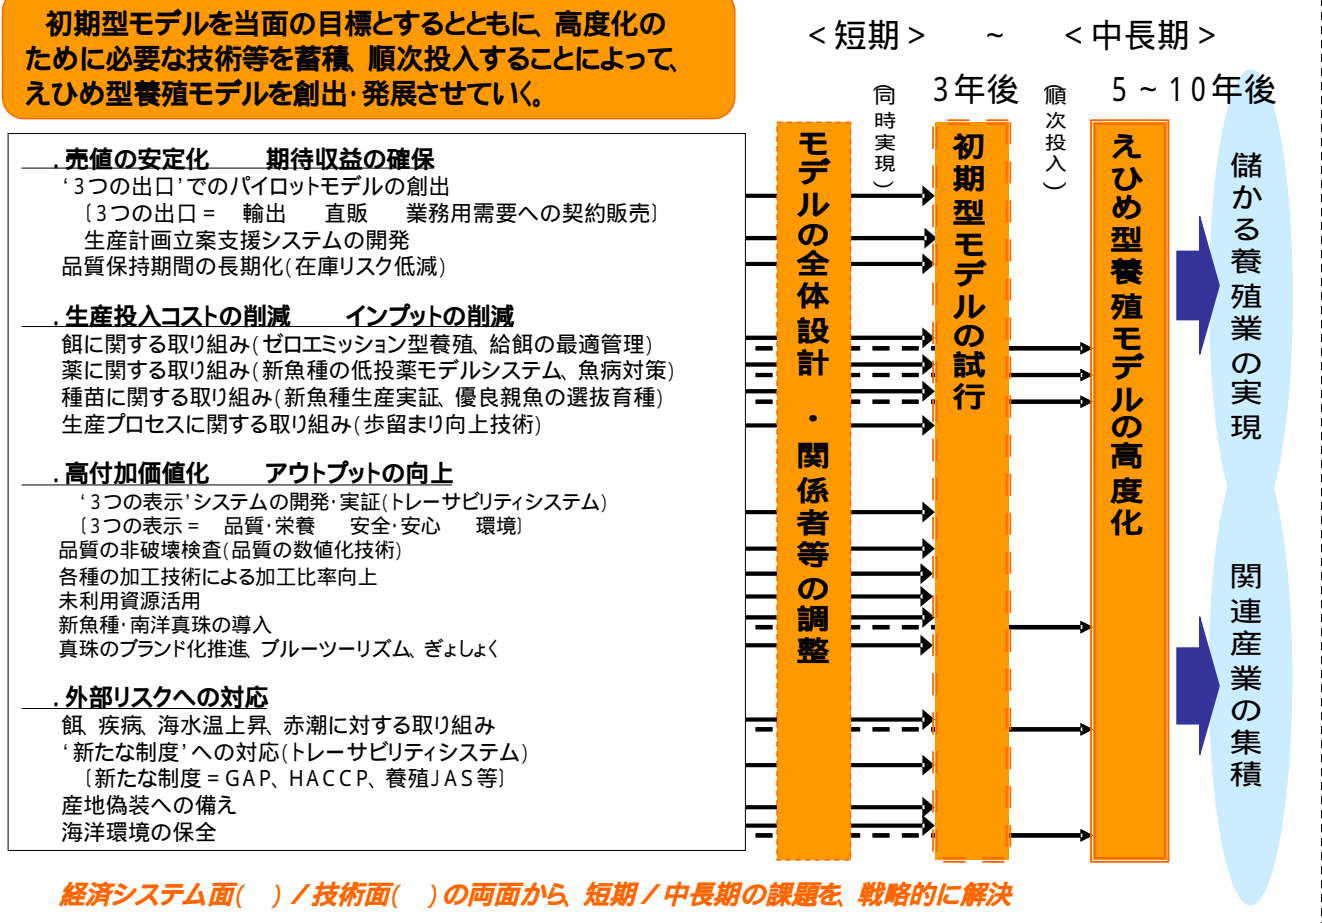 初期型モデルを当面の目標とするとともに、高度化の
ために必要な技術等を蓄積、順次投入することによって、
えひめ型養殖モデルを創出・発展させていく。
<短期> ~ <中長期>
3年後 5~10年後
(同時実現)
(順次投入)
.売値の安定化 期待収益の確保
‘3つの出口’でのパイロットモデルの創出
〔3つの出口= 輸出 直販 業務用需要への契約販売〕
生産計画立案支援システムの開発
品質保持期間の長期化(在庫リスク低減)
.生産投入コストの削減 インプットの削減
餌に関する取り組み(ゼロエミッション型養殖、給餌の最適管理)
薬に関する取り組み(新魚種の低投薬モデルシステム、魚病対策)
種苗に関する取り組み(新魚種生産実証、優良親魚の選抜育種)
生産プロセスに関する取り組み(歩留まり向上技術)
.高付加価値化 アウトプットの向上
‘3つの表示’システムの開発・実証(トレーサビリティシステム)
〔3つの表示= 品質・栄養 安全・安心 環境〕
品質の非破壊検査(品質の数値化技術)
各種の加工技術による加工比率向上
未利用資源活用
新魚種・南洋真珠の導入
真珠のブランド化推進、ブルーツーリズム、ぎょしょく
.外部リスクへの対応
餌、疾病、海水温上昇、赤潮に対する取り組み
‘新たな制度’への対応(トレーサビリティシステム)
〔新たな制度=GAP、HACCP、養殖JAS等〕
産地偽装への備え
海洋環境の保全
モデルの全体設計・関係者等の調整
初期型モデルの試行
えひめ型養殖モデルの高度化
儲かる養殖業の実現
関連産業の集積
経済システム面( )/技術面( )の両面から、短期/中長期の課題を、戦略的に解決